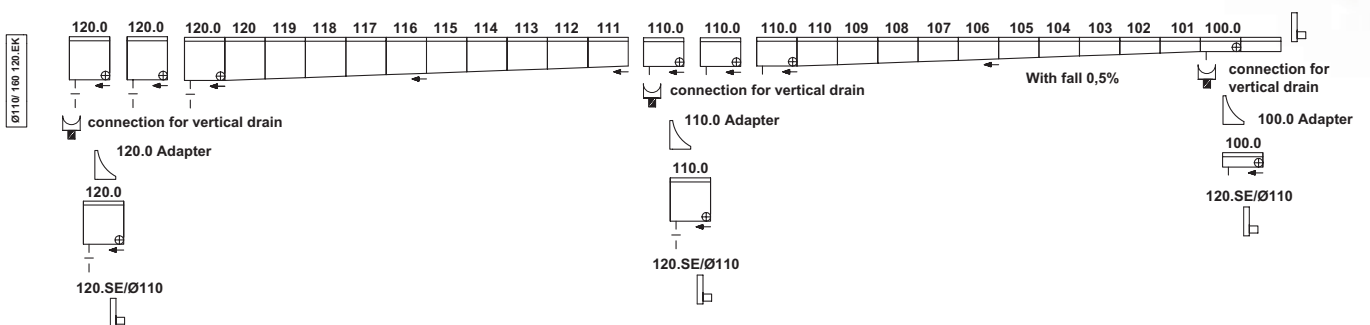 120.0 120.0 120.0 120 119 118 117 116 115 114 113 112 111 110.0 110.0 110.0 110 109 108 107 106 105 104 103 102 101 100.0
Ø110/ 160 120.EK
With fall 0,5%
connection for vertical drain
120.0 Adapter
120.0
120.SE/Ø110
connection for vertical drain
110.0 Adapter
110.0
120.SE/Ø110
connection for
vertical drain
100.0 Adapter
100.0
120.SE/Ø110